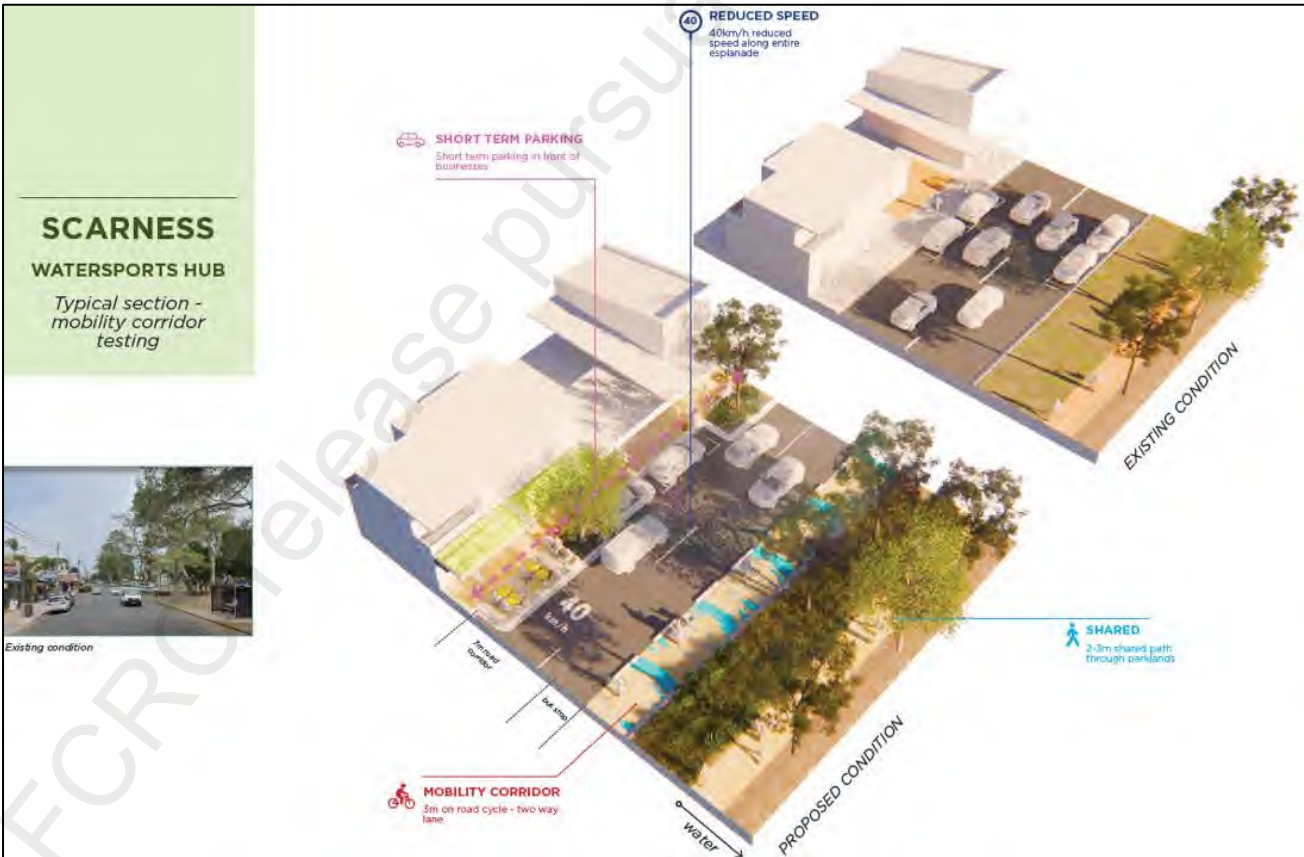 SCARNESS
WATERSPORTS HUB
Typical section -
mobility corridor
testing
Existing condition
40
REDUCED SPEED
40km/h reduced
speed along entire
esplanade
SHORT TERM PARKING
Short term parking in front of
businesses
EXISTING CONDITION
40
km/h
7m road
corridor
bus stop
SHARED
2-3m shared path
through parklands
MOBILITY CORRIDOR
3m on road cycle - two way
lane
water
PROPOSED CONDITION
FCRC release pursua